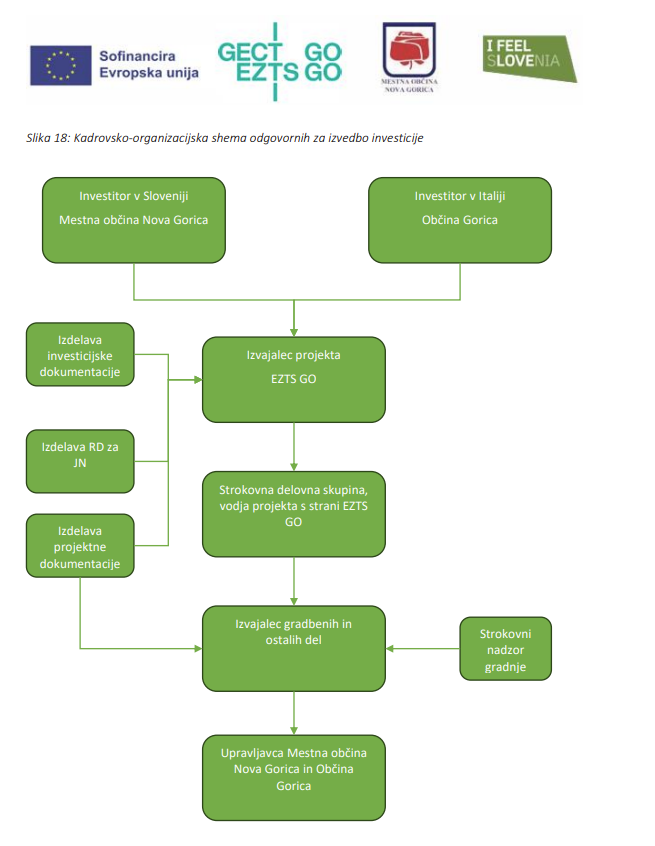 Sofinancira
Evropska unija
GECT GO
EZTS GO
MESTNA OBČINA
NOVA GORICA
I FEEL
SLOVENIA
Slika 18: Kadrovsko-organizacijska shema odgovornih za izvedbo investicije
Investitor v Sloveniji
Mestna občina Nova Gorica
Investitor v Italiji
Občina Gorica
Izdelava
investicijske
dokumentacije
Izvajalec projekta
EZTS GO
Izdelava RD za
JN
Strokovna delovna skupina,
vodja projekta s strani EZTS
GO
Izdelava
projektne
dokumentacije
Izvajalec gradbenih in
ostalih del
Strokovni
nadzor
gradnje
Upravljavca Mestna občina
Nova Gorica in Občina
Gorica